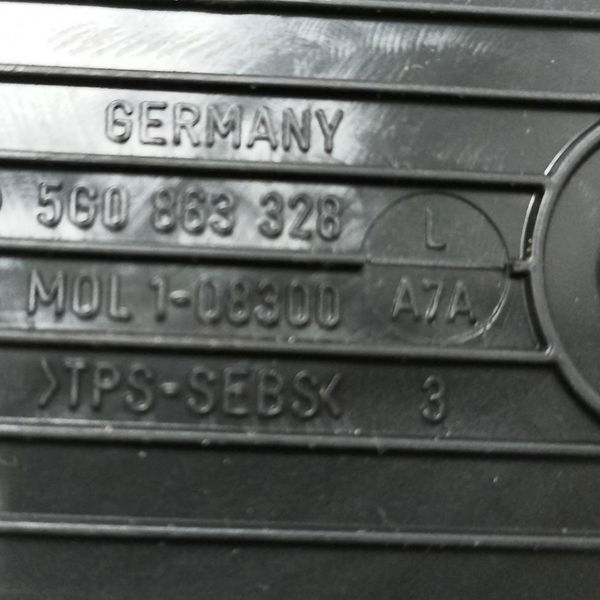 GERMANY
5G0 863 328
L
MOL 1-08300
A7A
>TPS-SEBS<
3